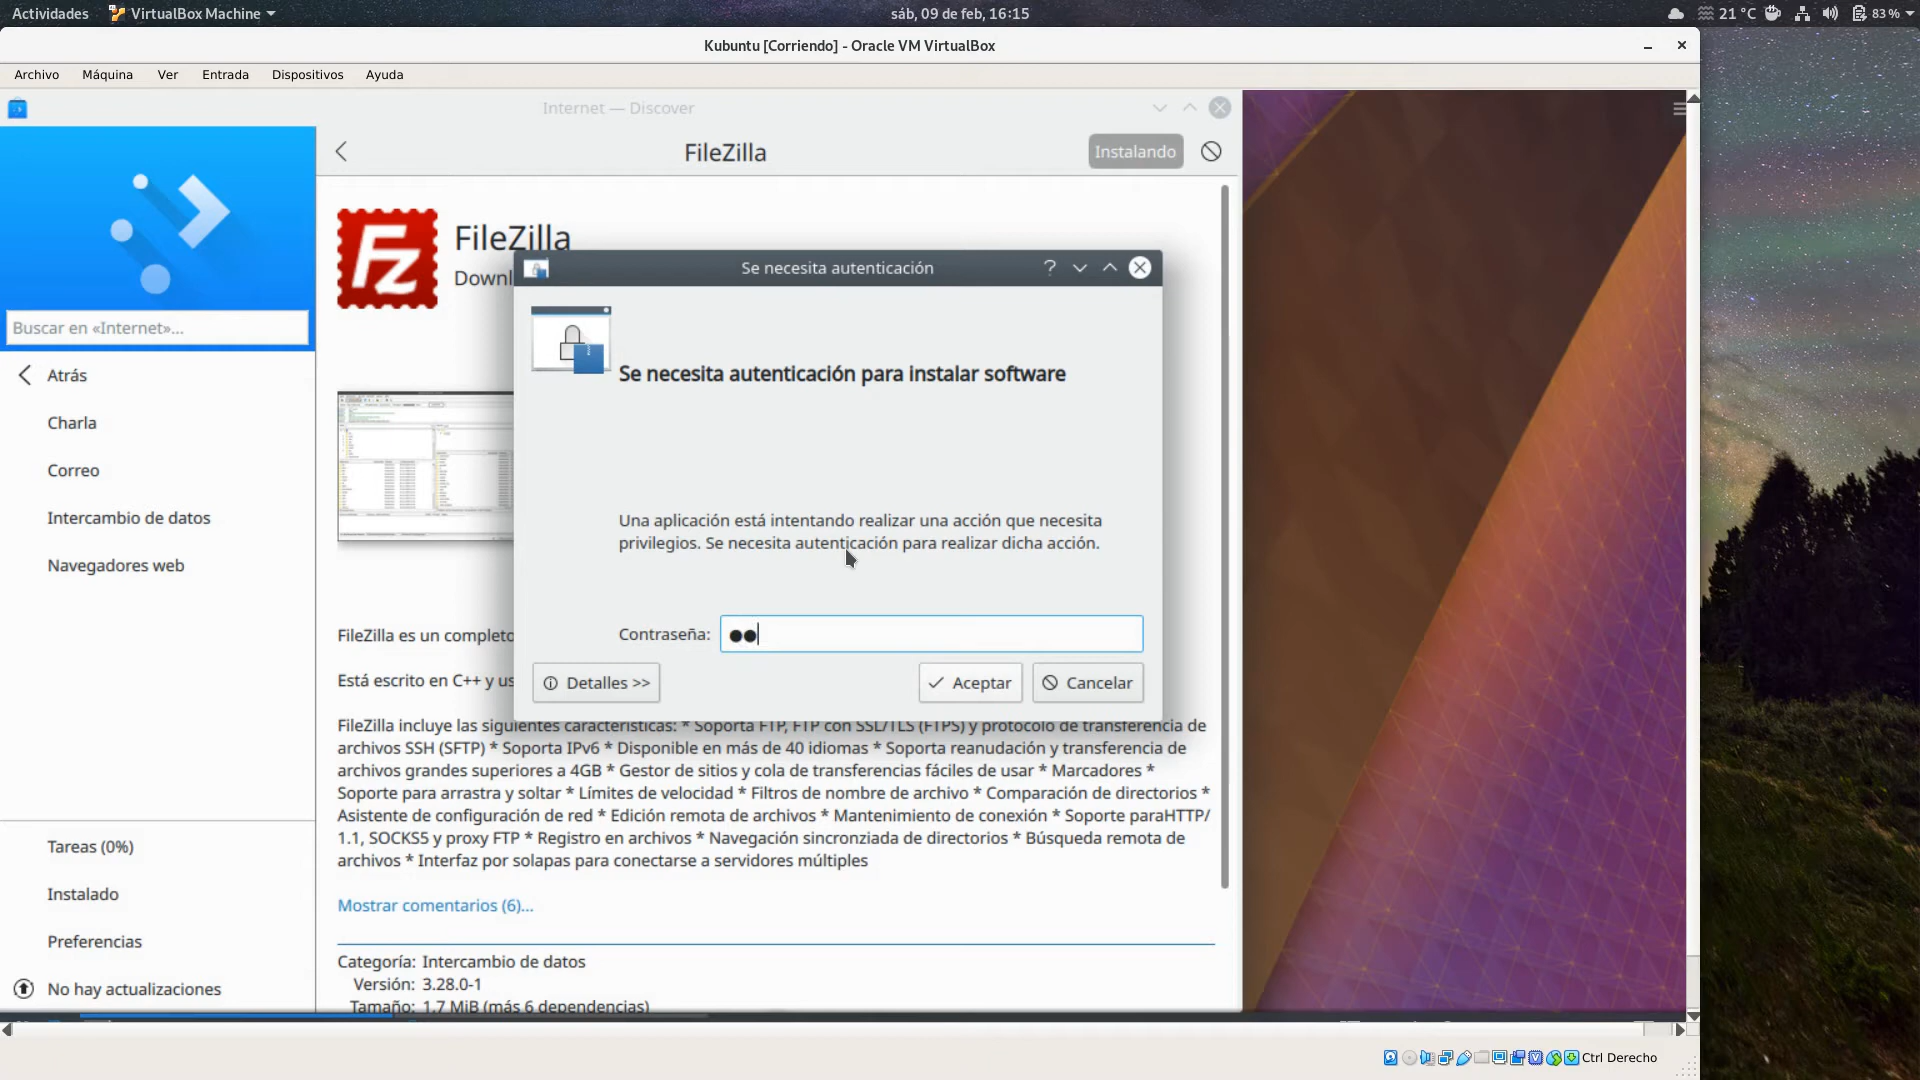 Actividades
VirtualBox Machine
sáb, 09 de feb, 16:15
21 °C
83 %
Kubuntu [Corriendo] - Oracle VM VirtualBox
Archivo
Máquina
Ver
Entrada
Dispositivos
Ayuda
Internet — Discover
FileZilla
Instalando
Buscar en «Internet»...
Atrás
Charla
Correo
Intercambio de datos
Navegadores web
Tareas (0%)
Instalado
Preferencias
No hay actualizaciones
Fz
FileZilla
Downl
Se necesita autenticación
Se necesita autenticación para instalar software
Una aplicación está intentando realizar una acción que necesita
privilegios. Se necesita autenticación para realizar dicha acción.
Contraseña:
Detalles >>
Aceptar
Cancelar
FileZilla es un completo
Está escrito en C++ y us
FileZilla incluye las siguientes características: * Soporta FTP, FTP con SSL/TLS (FTPS) y protocolo de transferencia de
archivos SSH (SFTP) * Soporta IPv6 * Disponible en más de 40 idiomas * Soporta reanudación y transferencia de
archivos grandes superiores a 4GB * Gestor de sitios y cola de transferencias fáciles de usar * Marcadores *
Soporte para arrastra y soltar * Límites de velocidad * Filtros de nombre de archivo * Comparación de directorios *
Asistente de configuración de red * Edición remota de archivos * Mantenimiento de conexión * Soporte paraHTTP/
1.1, SOCKS5 y proxy FTP * Registro en archivos * Navegación sincronziada de directorios * Búsqueda remota de
archivos * Interfaz por solapas para conectarse a servidores múltiples
Mostrar comentarios (6)...
Categoría: Intercambio de datos
Versión: 3.28.0-1
Tamaño: 1,7 MiB (más 6 dependencias)
Ctrl Derecho